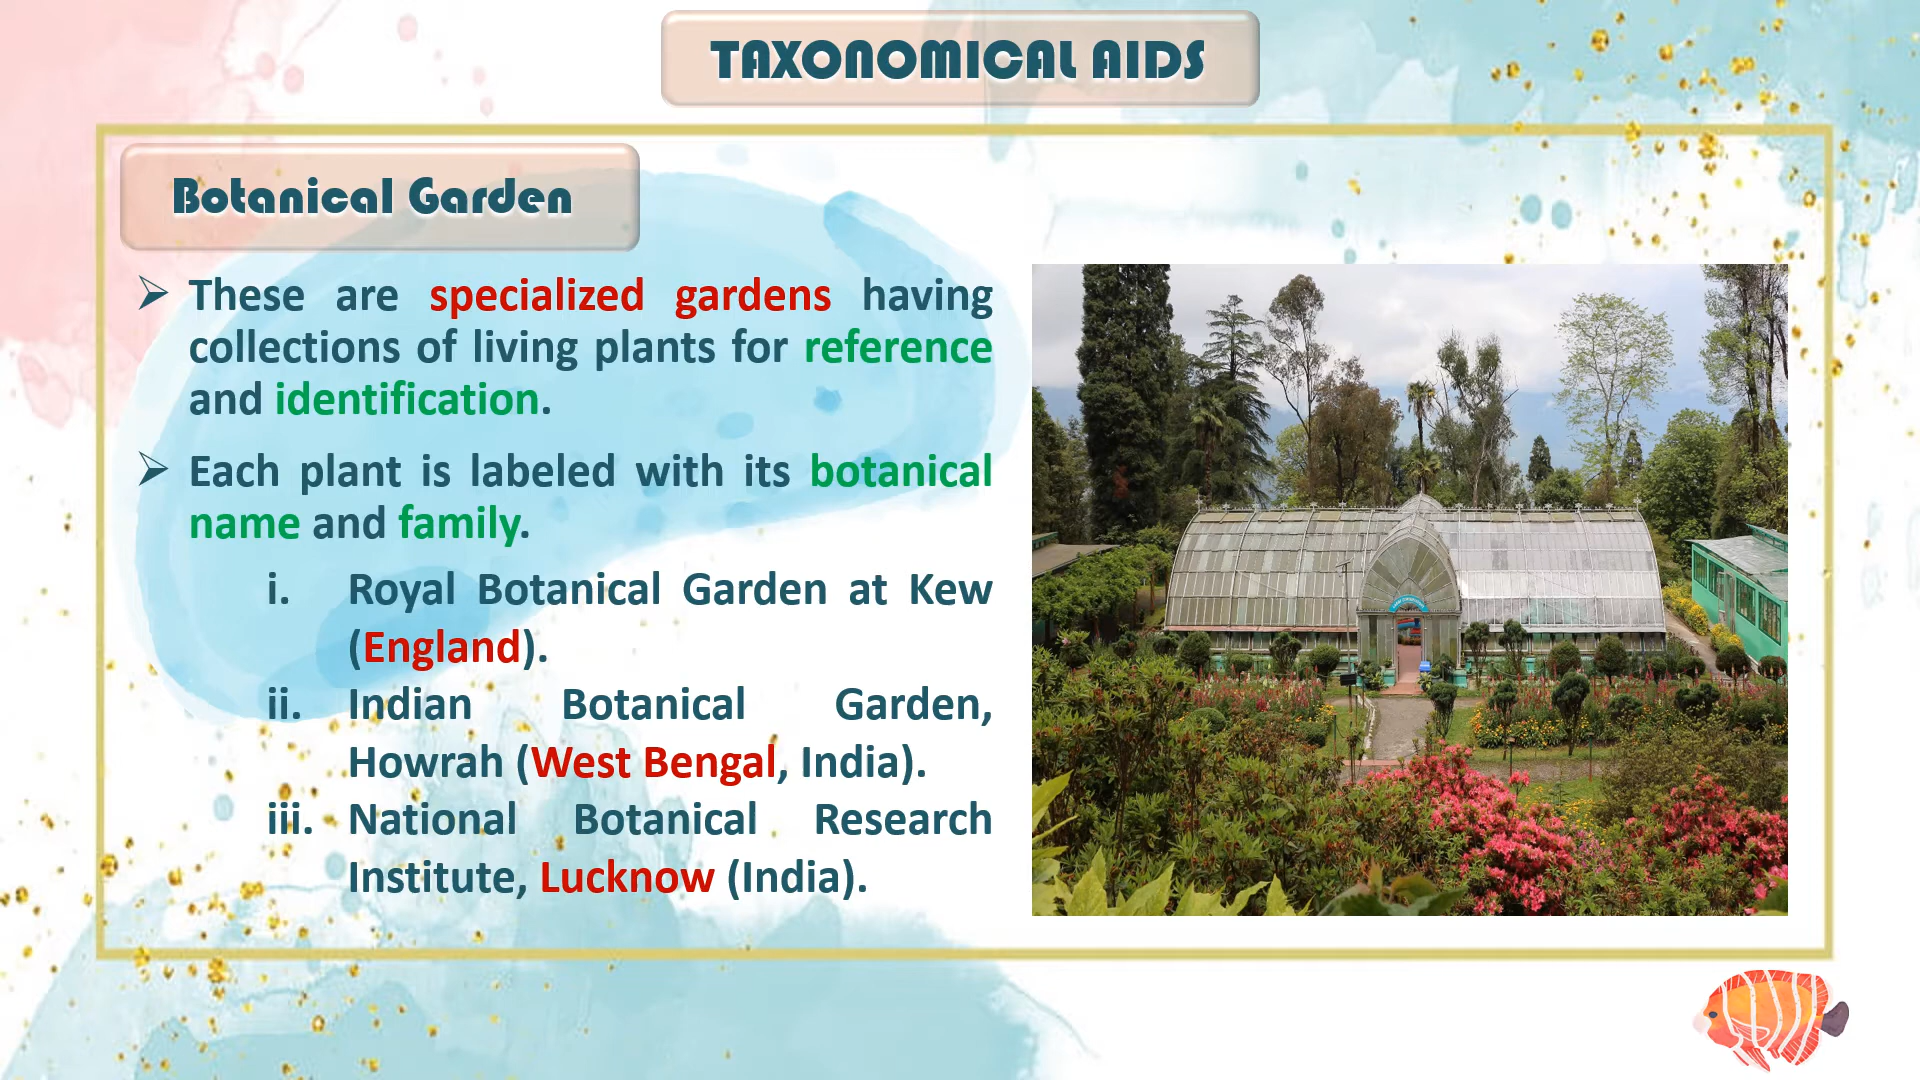 TAXONOMICAL AIDS
Botanical Garden
➢ These are specialized gardens having
collections of living plants for reference
and identification.
➢ Each plant is labeled with its botanical
name and family.
i. Royal Botanical Garden at Kew
(England).
ii. Indian Botanical Garden,
Howrah (West Bengal, India).
iii. National Botanical Research
Institute, Lucknow (India).